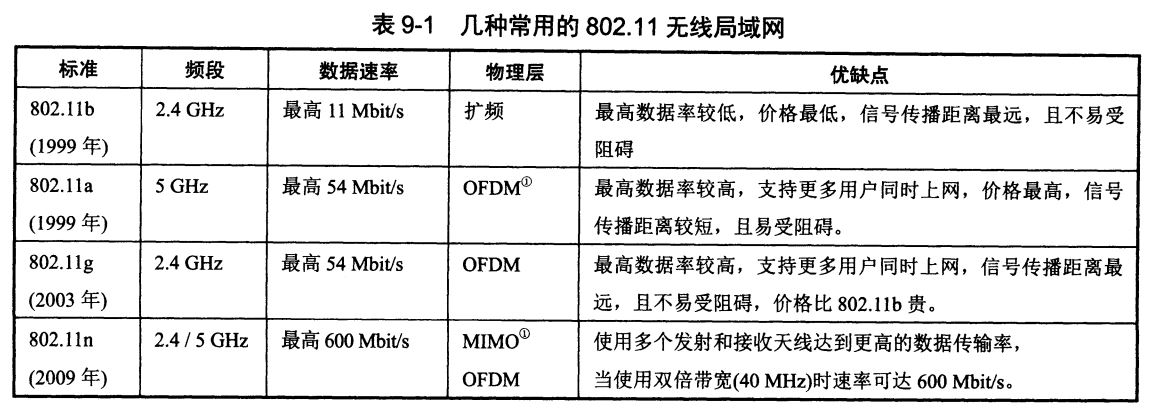 表 9-1 几种常用的 802.11 无线局域网
标准 频段 数据速率 物理层 优缺点
802.11b 2.4 GHz 最高 11 Mbit/s 扩频 最高数据率较低，价格最低，信号传播距离最远，且不易受
(1999 年) 阻碍
802.11a 5 GHz 最高 54 Mbit/s OFDM① 最高数据率较高，支持更多用户同时上网，价格最高，信号
(1999 年) 传播距离较短，且易受阻碍。
802.11g 2.4 GHz 最高 54 Mbit/s OFDM 最高数据率较高，支持更多用户同时上网，信号传播距离最
(2003 年) 远，且不易受阻碍，价格比 802.11b 贵。
802.11n 2.4 / 5 GHz 最高 600 Mbit/s MIMO① 使用多个发射和接收天线达到更高的数据传输率，
(2009 年) OFDM 当使用双倍带宽(40 MHz)时速率可达 600 Mbit/s。